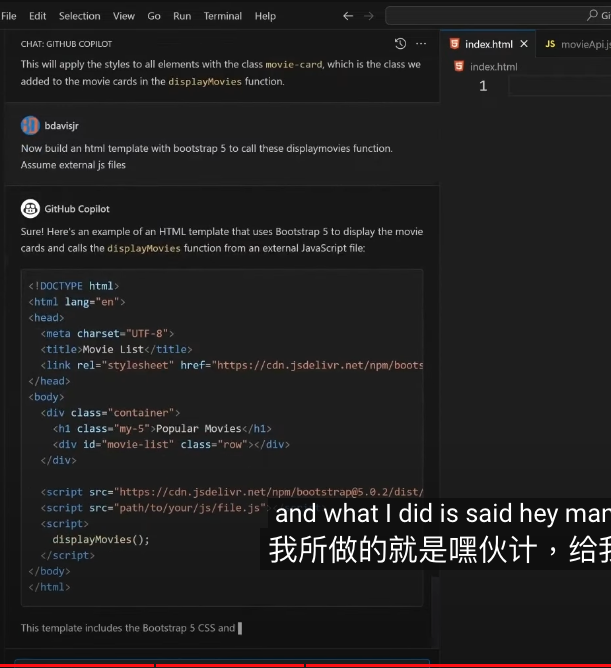 File Edit Selection View Go Run Terminal Help
CHAT: GITHUB COPILOT
This will apply the styles to all elements with the class movie-card, which is the class we
added to the movie cards in the displayMovies function.
bdavisjr
Now build an html template with bootstrap 5 to call these displaymovies function.
Assume external js files
GitHub Copilot
Sure! Here's an example of an HTML template that uses Bootstrap 5 to display the movie
cards and calls the displayMovies function from an external JavaScript file:
<!DOCTYPE html>
<html lang="en">
<head>
<meta charset="UTF-8">
<title>Movie List</title>
<link rel="stylesheet" href="https://cdn.jsdelivr.net/npm/boots
</head>
<body>
<div class="container">
<h1 class="my-5">Popular Movies</h1>
<div id="movie-list" class="row"></div>
</div>
<script src="https://cdn.jsdelivr.net/npm/bootstrap@5.0.2/dist/
<script src="path/to/your/js/file.js"
<script>
displayMovies();
</script>
</body>
</html>
This template includes the Bootstrap 5 CSS and
index.html
JS movieApi.js
index.html
1
and what I did is said hey man
我所做的就是嘿伙计，给我